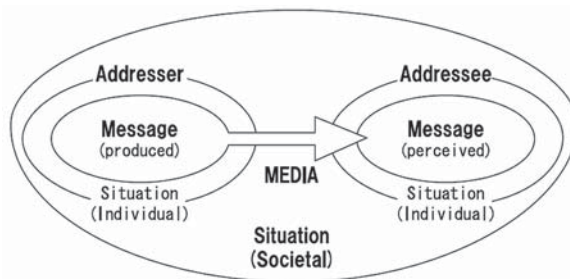 Addresser
Message
(produced)
Situation
(Individual)
MEDIA
Addressee
Message
(perceived)
Situation
(Individual)
Situation
(Societal)